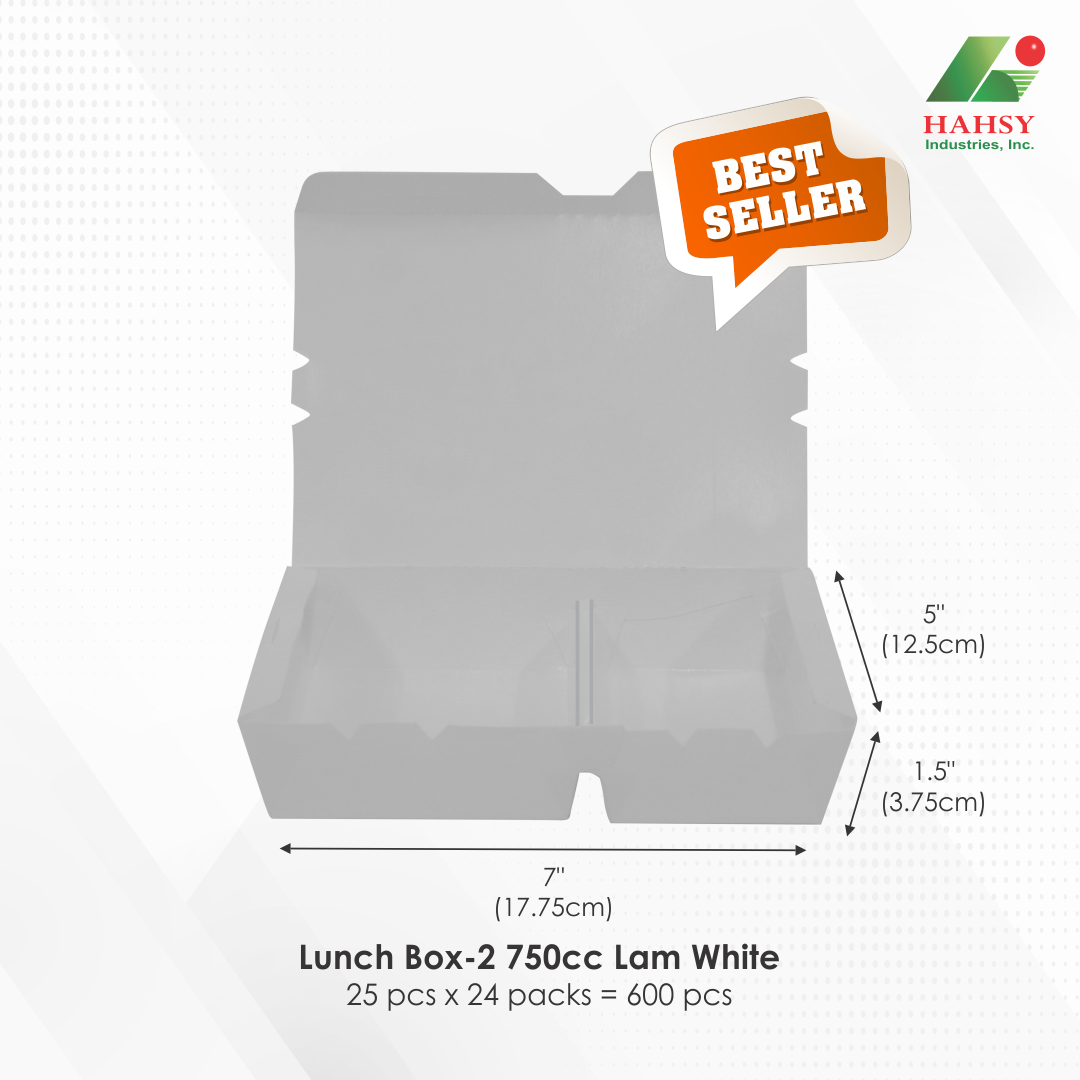 HAHSY
Industries, Inc.
BEST
SELLER
5"
(12.5cm)
1.5"
(3.75cm)
7"
(17.75cm)
Lunch Box-2 750cc Lam White
25 pcs x 24 packs = 600 pcs